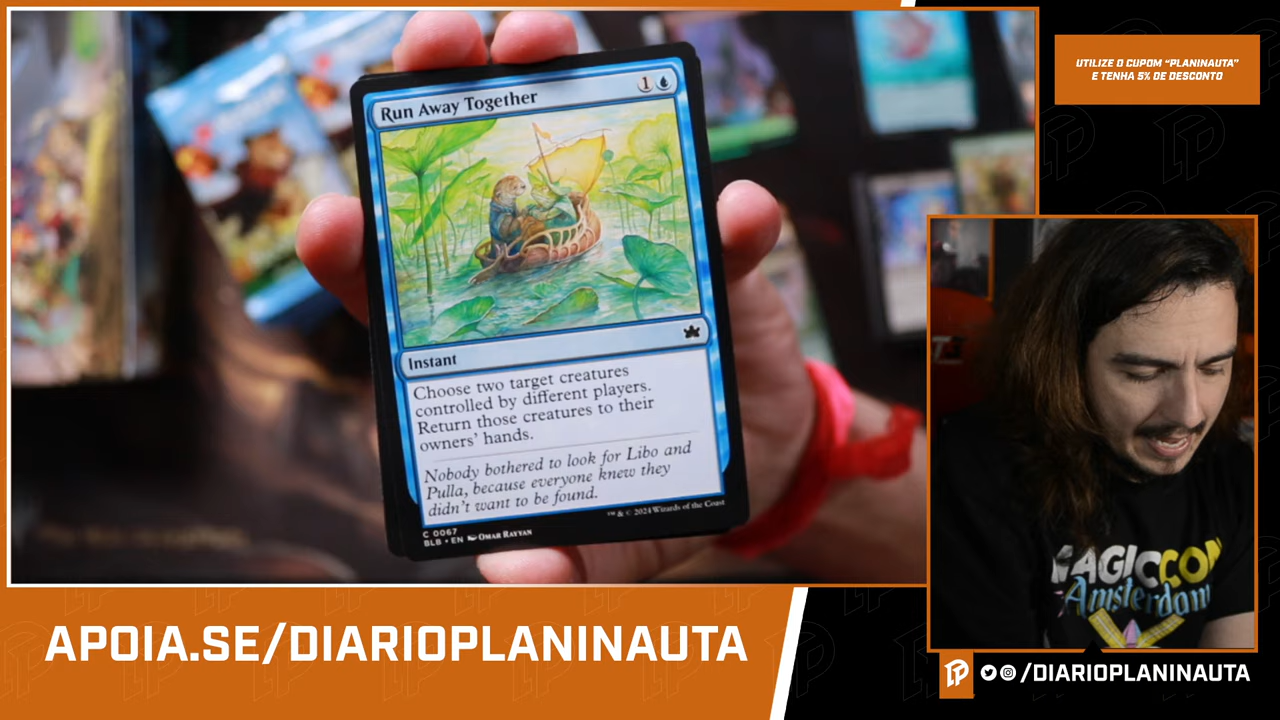 UTILIZE O CUPOM “PLANINAUTA”
E TENHA 5% DE DESCONTO
Run Away Together
1
Instant
Choose two target creatures
controlled by different players.
Return those creatures to their
owners' hands.
Nobody bothered to look for Libo and
Pulla, because everyone knew they
didn't want to be found.
C 0067
™ & © 2024 Wizards of the Coast
BLB • EN OMAR RAYYAN
MAGICCON
Amsterdam
APOIA.SE/DIARIOPLANINAUTA
/DIARIOPLANINAUTA